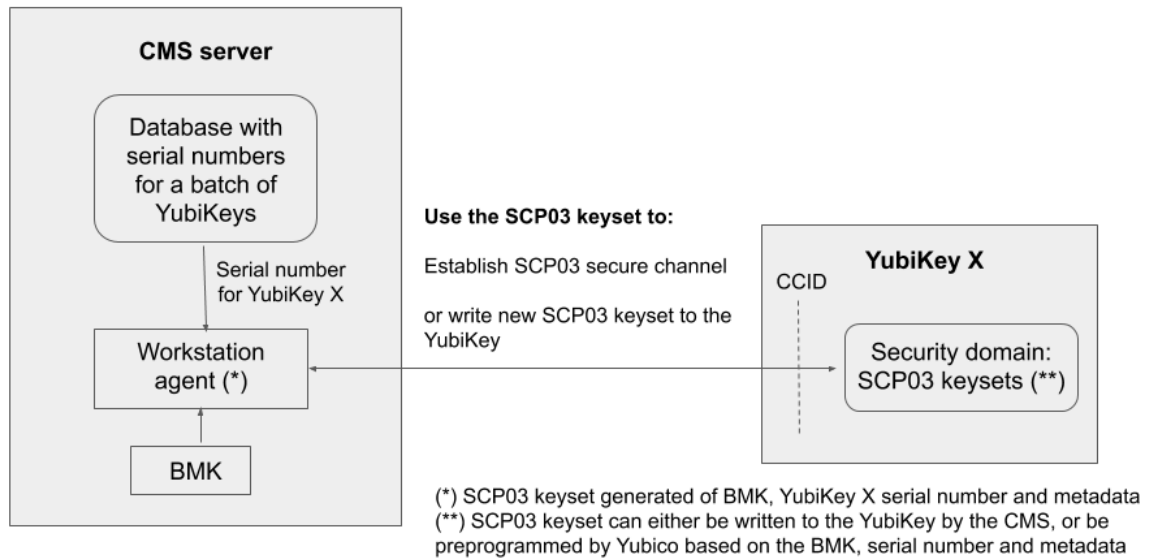 CMS server
Database with
serial numbers
for a batch of
YubiKeys
Serial number
for YubiKey X
Workstation
agent (*)
BMK
Use the SCP03 keyset to:
Establish SCP03 secure channel
or write new SCP03 keyset to the
YubiKey
YubiKey X
CCID
Security domain:
SCP03 keysets (**)
(*) SCP03 keyset generated of BMK, YubiKey X serial number and metadata
(**) SCP03 keyset can either be written to the YubiKey by the CMS, or be
preprogrammed by Yubico based on the BMK, serial number and metadata